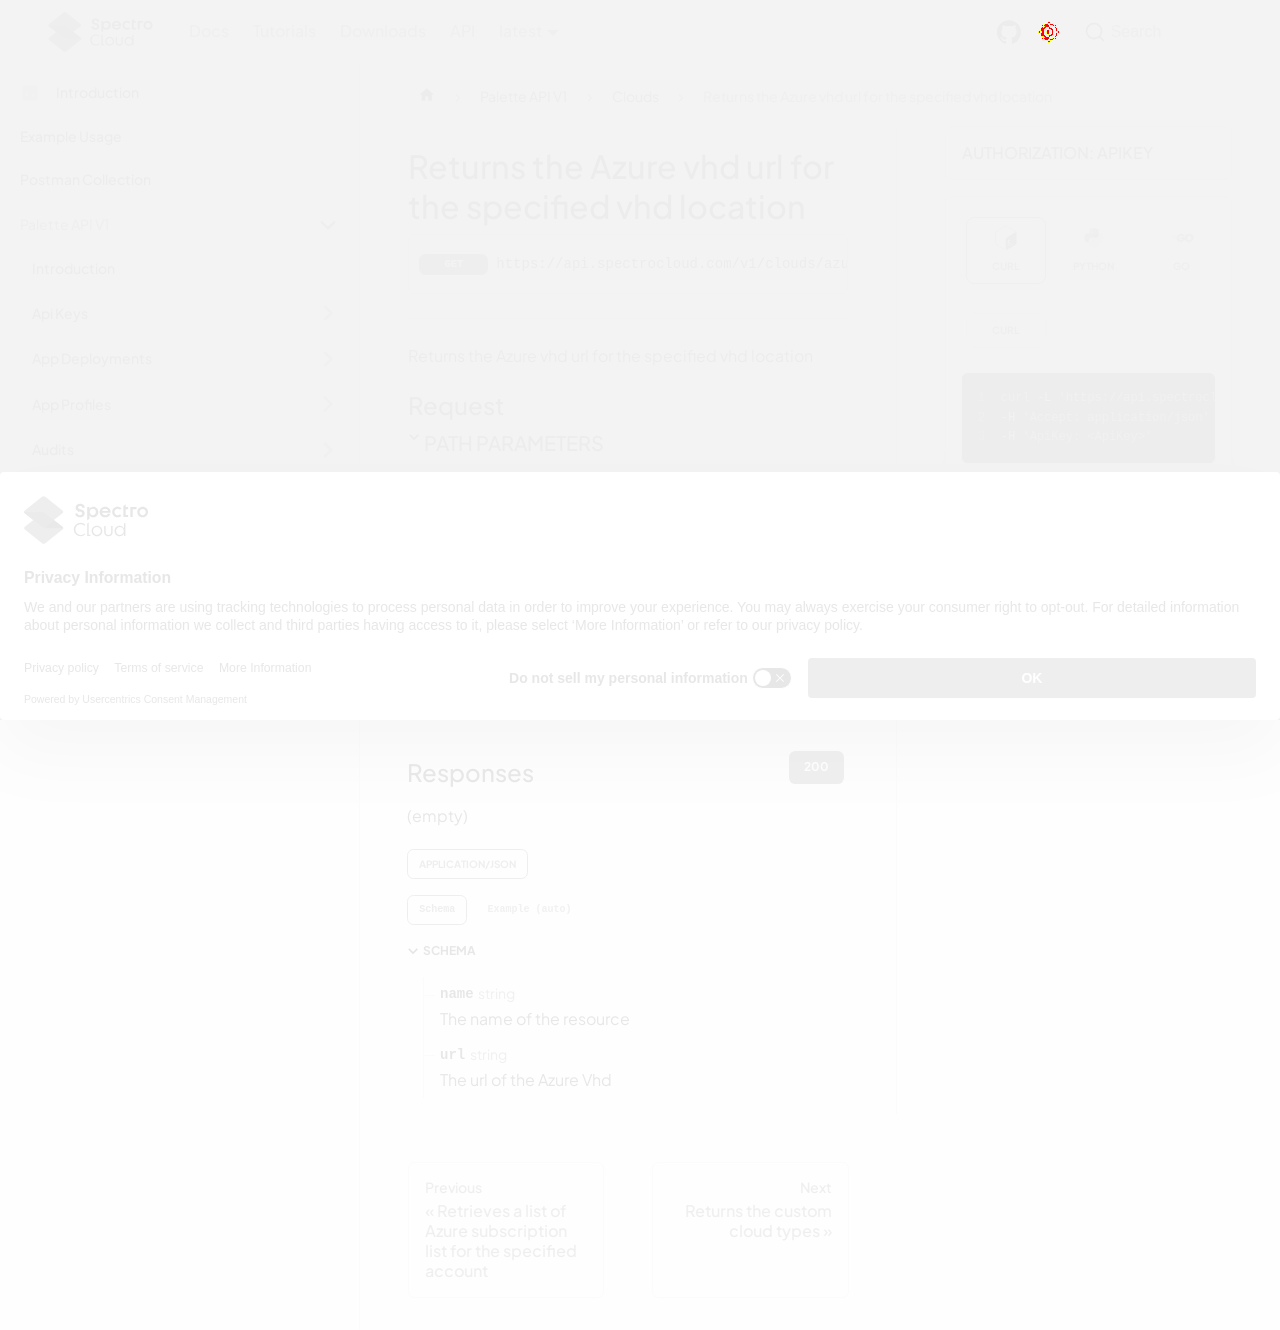 Spectro Cloud
Docs Tutorials Downloads API latest
Search
Introduction
Example Usage
Postman Collection
Palette API V1
Introduction
Api Keys
App Deployments
App Profiles
Audits
Palette API V1 Clouds Returns the Azure vhd url for the specified vhd location
Returns the Azure vhd url for
the specified vhd location
GET https://api.spectrocloud.com/v1/clouds/azu
Returns the Azure vhd url for the specified vhd location
Request
PATH PARAMETERS
AUTHORIZATION: APIKEY
CURL PYTHON GO
CURL
Spectro
Cloud
Privacy Information
We and our partners are using tracking technologies to process personal data in order to improve your experience. You may always exercise your consumer right to opt-out. For detailed information
about personal information we collect and third parties having access to it, please select ‘More Information’ or refer to our privacy policy.
Privacy policy Terms of service More Information
Powered by Usercentrics Consent Management
Do not sell my personal information
OK
Responses
200
(empty)
APPLICATION/JSON
Schema Example (auto)
SCHEMA
name string
The name of the resource
url string
The url of the Azure Vhd
Previous
« Retrieves a list of
Azure subscription
list for the specified
account
Next
Returns the custom
cloud types »